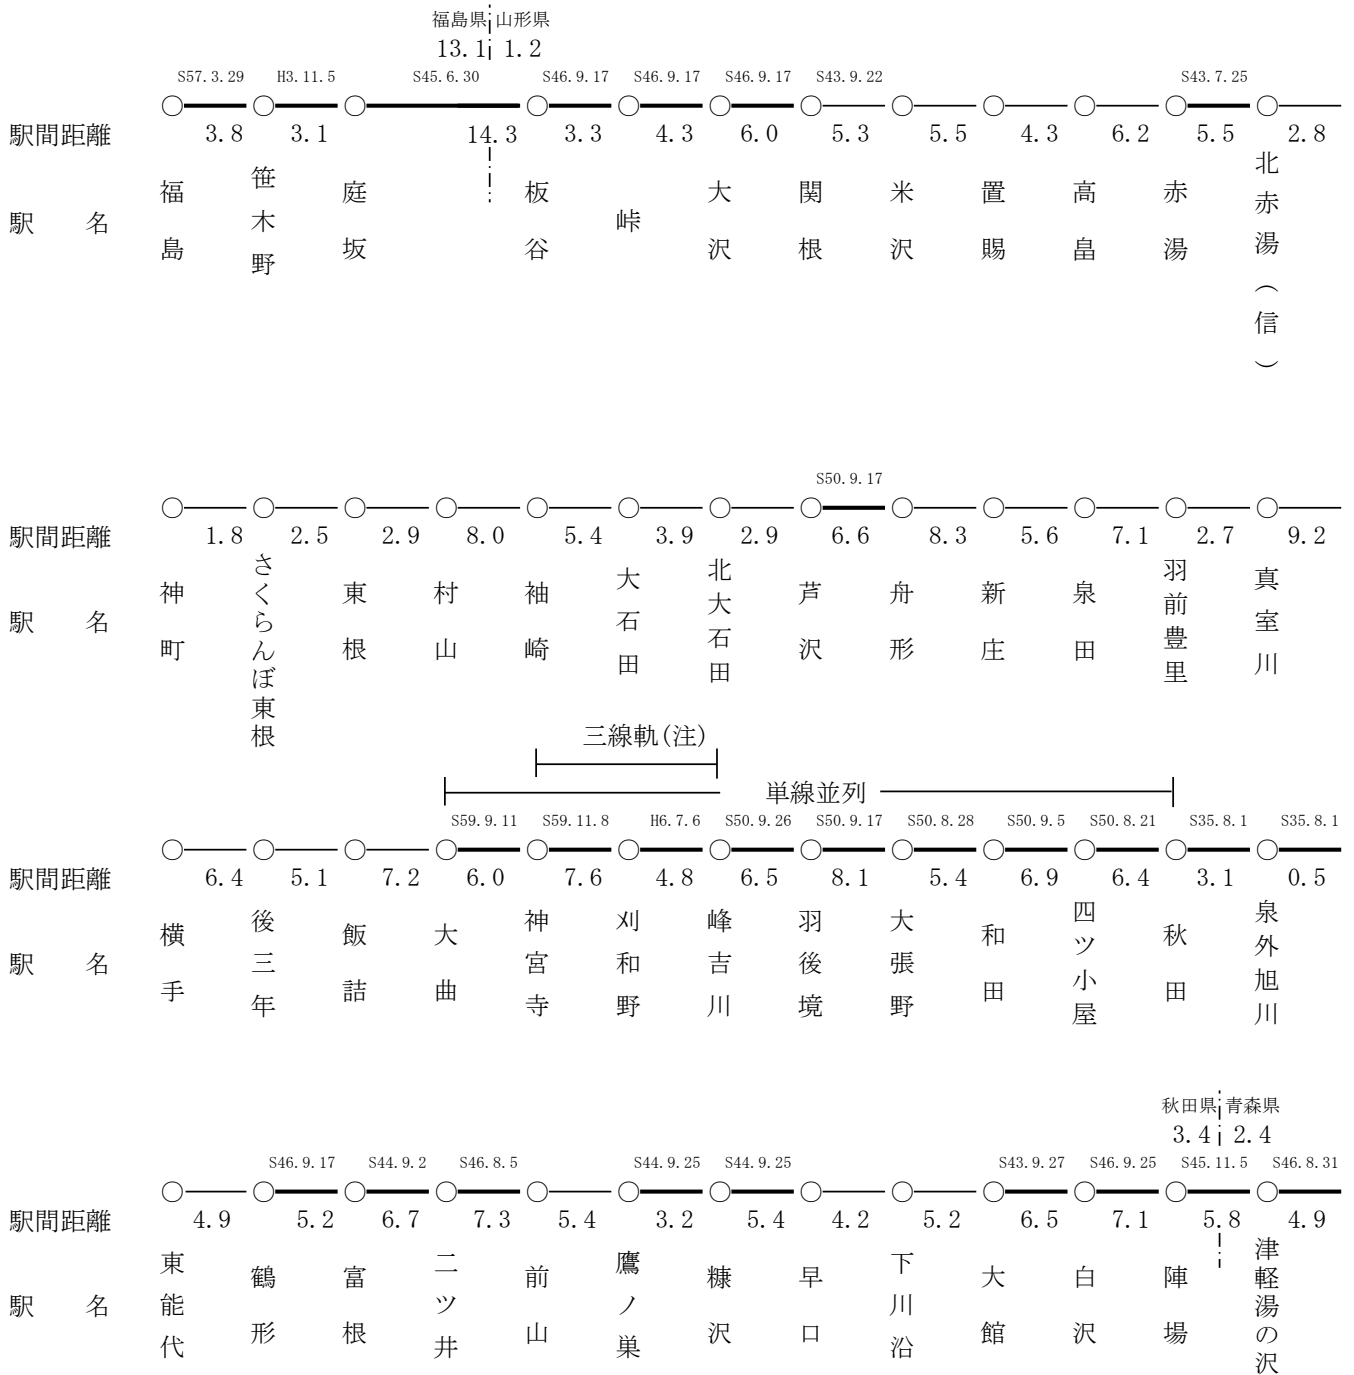 福島県 山形県
13.1 1.2
S57.3.29 H3.11.5 S45.6.30 S46.9.17 S46.9.17 S46.9.17 S43.9.22 S43.7.25
駅間距離 3.8 3.1 14.3 3.3 4.3 6.0 5.3 5.5 4.3 6.2 5.5 2.8
駅 名 福島 笹木野 庭坂 板谷 峠 大沢 関根 米沢 置賜 高畠 赤湯 北赤湯(信)
S50.9.17
駅間距離 1.8 2.5 2.9 8.0 5.4 3.9 2.9 6.6 8.3 5.6 7.1 2.7 9.2
駅 名 神町 さくらんぼ東根 東根 村山 袖崎 大石田 北大石田 芦沢 舟形 新庄 泉田 羽前豊里 真室川
三線軌(注)
単線並列
S59.9.11 S59.11.8 H6.7.6 S50.9.26 S50.9.17 S50.8.28 S50.9.5 S50.8.21 S35.8.1 S35.8.1
駅間距離 6.4 5.1 7.2 6.0 7.6 4.8 6.5 8.1 5.4 6.9 6.4 3.1 0.5
駅 名 横手 後三年 飯詰 大曲 神宮寺 刈和野 峰吉川 羽後境 大張野 和田 四ツ小屋 秋田 泉外旭川
秋田県 青森県
3.4 2.4
S46.9.17 S44.9.2 S46.8.5 S44.9.25 S44.9.25 S43.9.27 S46.9.25 S45.11.5 S46.8.31
駅間距離 4.9 5.2 6.7 7.3 5.4 3.2 5.4 4.2 5.2 6.5 7.1 5.8 4.9
駅 名 東能代 鶴形 富根 二ツ井 前山 鷹ノ巣 糠沢 早口 下川沿 大館 白沢 陣場 津軽湯の沢